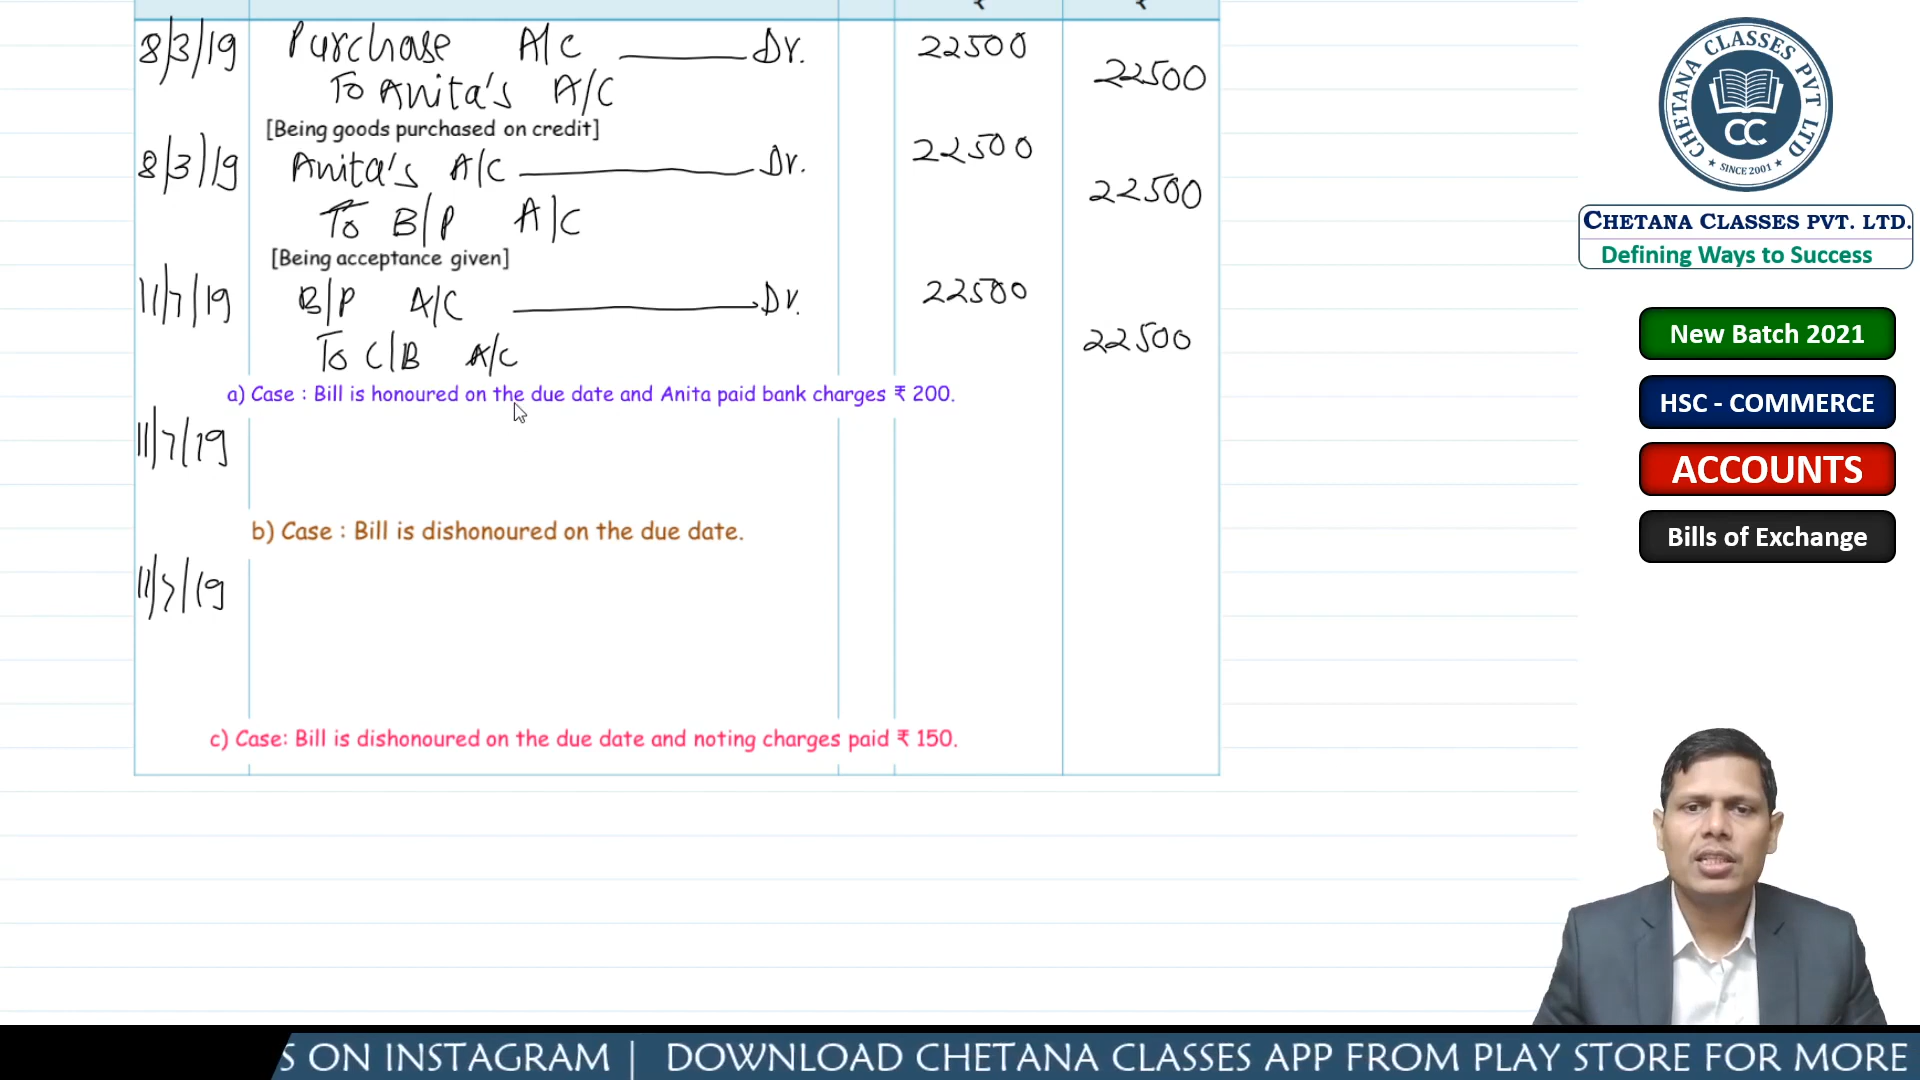 ₹ ₹
8/3/19 Purchase A/C Dr. 22500
To Anita's A/C 22500
[Being goods purchased on credit]
8/3/19 Anita's A/C Dr. 22500
To B/P A/C 22500
[Being acceptance given]
11/7/19 B/P A/C Dr. 22500
To C/B A/C 22500
a) Case : Bill is honoured on the due date and Anita paid bank charges ₹ 200.
11/7/19
b) Case : Bill is dishonoured on the due date.
11/7/19
c) Case: Bill is dishonoured on the due date and noting charges paid ₹ 150.
CHETANA CLASSES PVT LTD
CC
SINCE 2001
CHETANA CLASSES PVT. LTD.
Defining Ways to Success
New Batch 2021
HSC - COMMERCE
ACCOUNTS
Bills of Exchange
S ON INSTAGRAM | DOWNLOAD CHETANA CLASSES APP FROM PLAY STORE FOR MORE